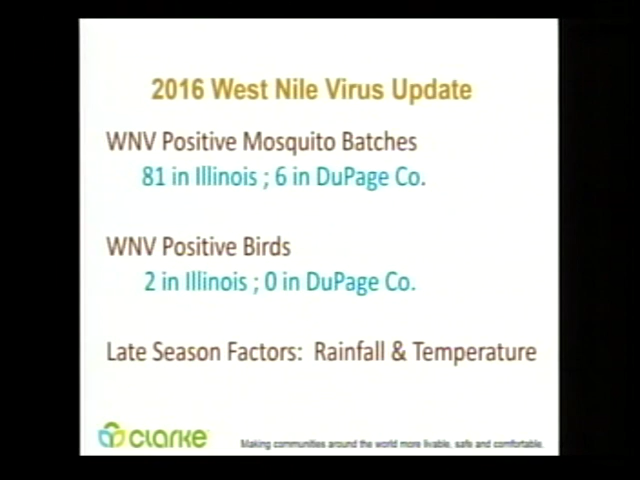 2016 West Nile Virus Update
WNV Positive Mosquito Batches
81 in Illinois ; 6 in DuPage Co.
WNV Positive Birds
2 in Illinois ; 0 in DuPage Co.
Late Season Factors: Rainfall & Temperature
clarke
Making communities around the world more livable, safe and comfortable.